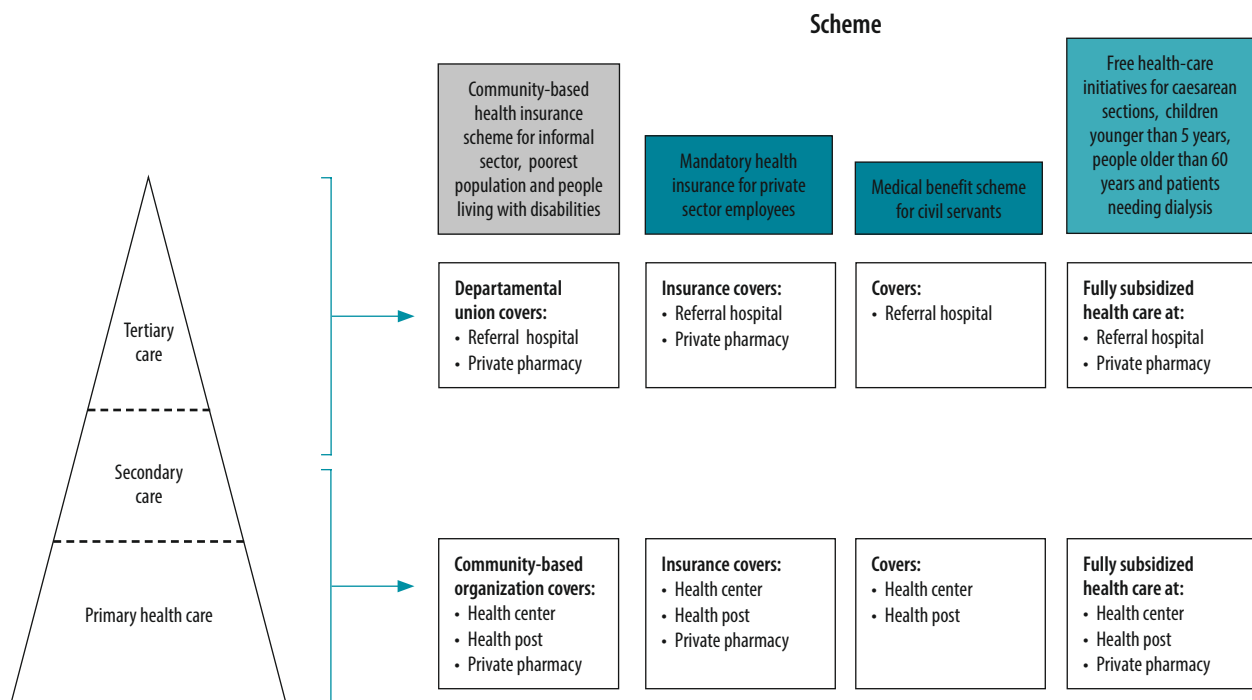 Scheme
Community-based
health insurance
scheme for informal
sector, poorest
population and people
living with disabilities
Mandatory health
insurance for private
sector employees
Medical benefit scheme
for civil servants
Free health-care
initiatives for caesarean
sections, children
younger than 5 years,
people older than 60
years and patients
needing dialysis
Tertiary
care
Departamental
union covers:
• Referral hospital
• Private pharmacy
Insurance covers:
• Referral hospital
• Private pharmacy
Covers:
• Referral hospital
Fully subsidized
health care at:
• Referral hospital
• Private pharmacy
Secondary
care
Primary health care
Community-based
organization covers:
• Health center
• Health post
• Private pharmacy
Insurance covers:
• Health center
• Health post
• Private pharmacy
Covers:
• Health center
• Health post
Fully subsidized
health care at:
• Health center
• Health post
• Private pharmacy